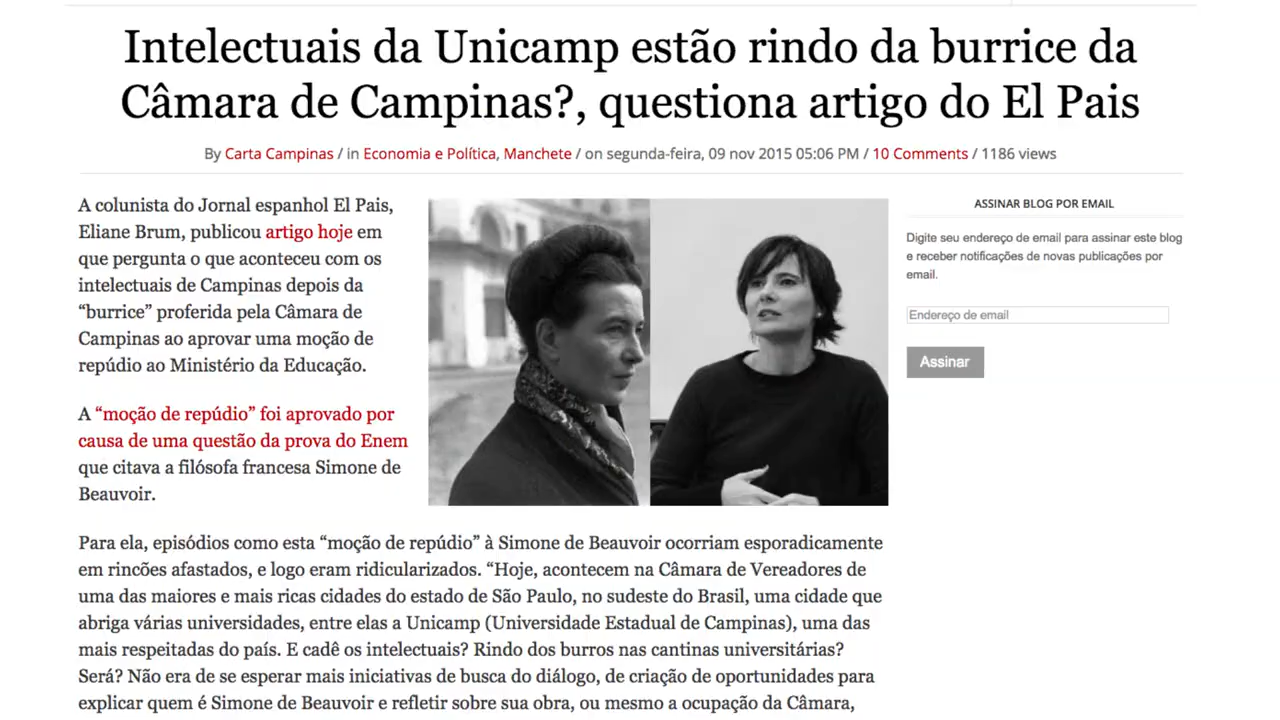 Intelectuais da Unicamp estão rindo da burrice da
Câmara de Campinas?, questiona artigo do El Pais
By Carta Campinas / in Economia e Política, Manchete / on segunda-feira, 09 nov 2015 05:06 PM / 10 Comments / 1186 views
A colunista do Jornal espanhol El Pais,
Eliane Brum, publicou artigo hoje em
que pergunta o que aconteceu com os
intelectuais de Campinas depois da
“burrice” proferida pela Câmara de
Campinas ao aprovar uma moção de
repúdio ao Ministério da Educação.
A “moção de repúdio” foi aprovado por
causa de uma questão da prova do Enem
que citava a filósofa francesa Simone de
Beauvoir.
Para ela, episódios como esta “moção de repúdio” à Simone de Beauvoir ocorriam esporadicamente
em rincões afastados, e logo eram ridicularizados. “Hoje, acontecem na Câmara de Vereadores de
uma das maiores e mais ricas cidades do estado de São Paulo, no sudeste do Brasil, uma cidade que
abriga várias universidades, entre elas a Unicamp (Universidade Estadual de Campinas), uma das
mais respeitadas do país. E cadê os intelectuais? Rindo dos burros nas cantinas universitárias?
Será? Não era de se esperar mais iniciativas de busca do diálogo, de criação de oportunidades para
explicar quem é Simone de Beauvoir e refletir sobre sua obra, ou mesmo a ocupação da Câmara,
ASSINAR BLOG POR EMAIL
Digite seu endereço de email para assinar este blog
e receber notificações de novas publicações por
email.
Endereço de email
Assinar